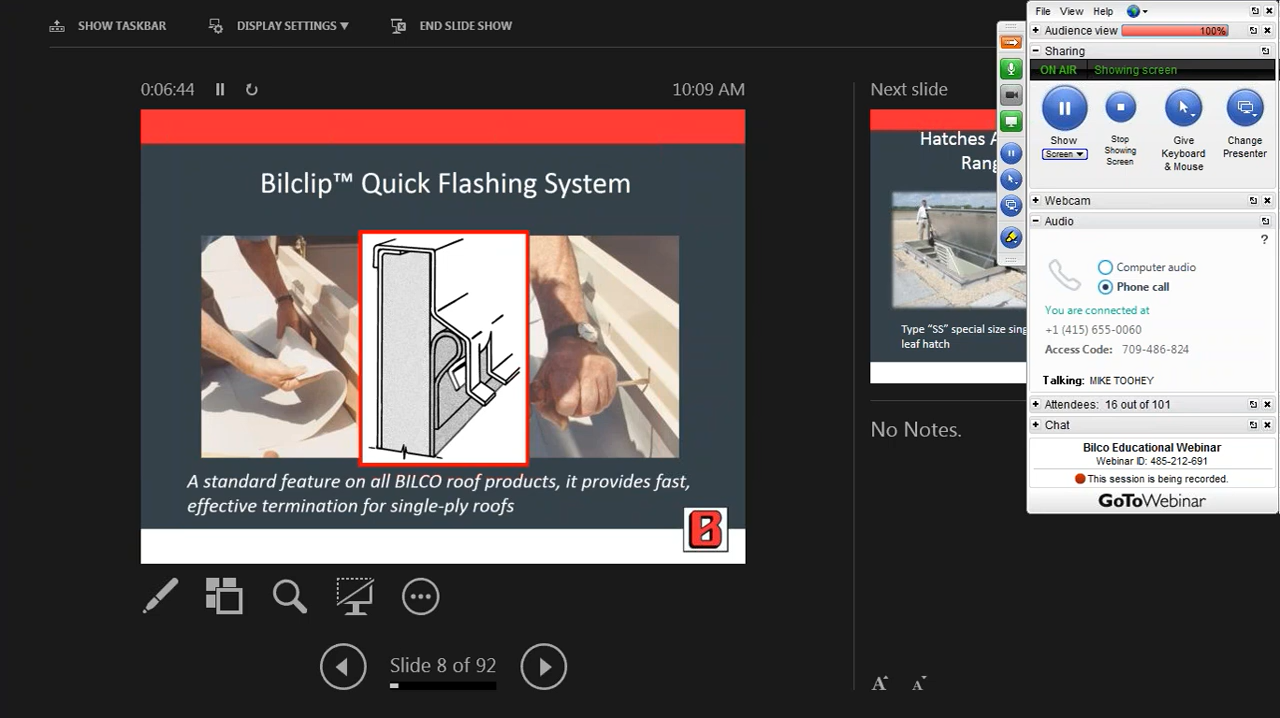 SHOW TASKBAR
DISPLAY SETTINGS ▼
END SLIDE SHOW
0:06:44
10:09 AM
Bilclip™ Quick Flashing System
A standard feature on all BILCO roof products, it provides fast,
effective termination for single-ply roofs
B
Slide 8 of 92
Next slide
Hatches
Type "SS" special size
leaf hatch
No Notes.
A A
File View Help
Audience view 100%
Sharing
ON AIR Showing screen
Show
Screen
Stop
Showing
Screen
Give
Keyboard
& Mouse
Change
Presenter
Webcam
Audio
?
Computer audio
Phone call
You are connected at
+1 (415) 655-0060
Access Code: 709-486-824
Talking: MIKE TOOHEY
Attendees: 16 out of 101
Chat
Bilco Educational Webinar
Webinar ID: 485-212-691
This session is being recorded.
GoToWebinar